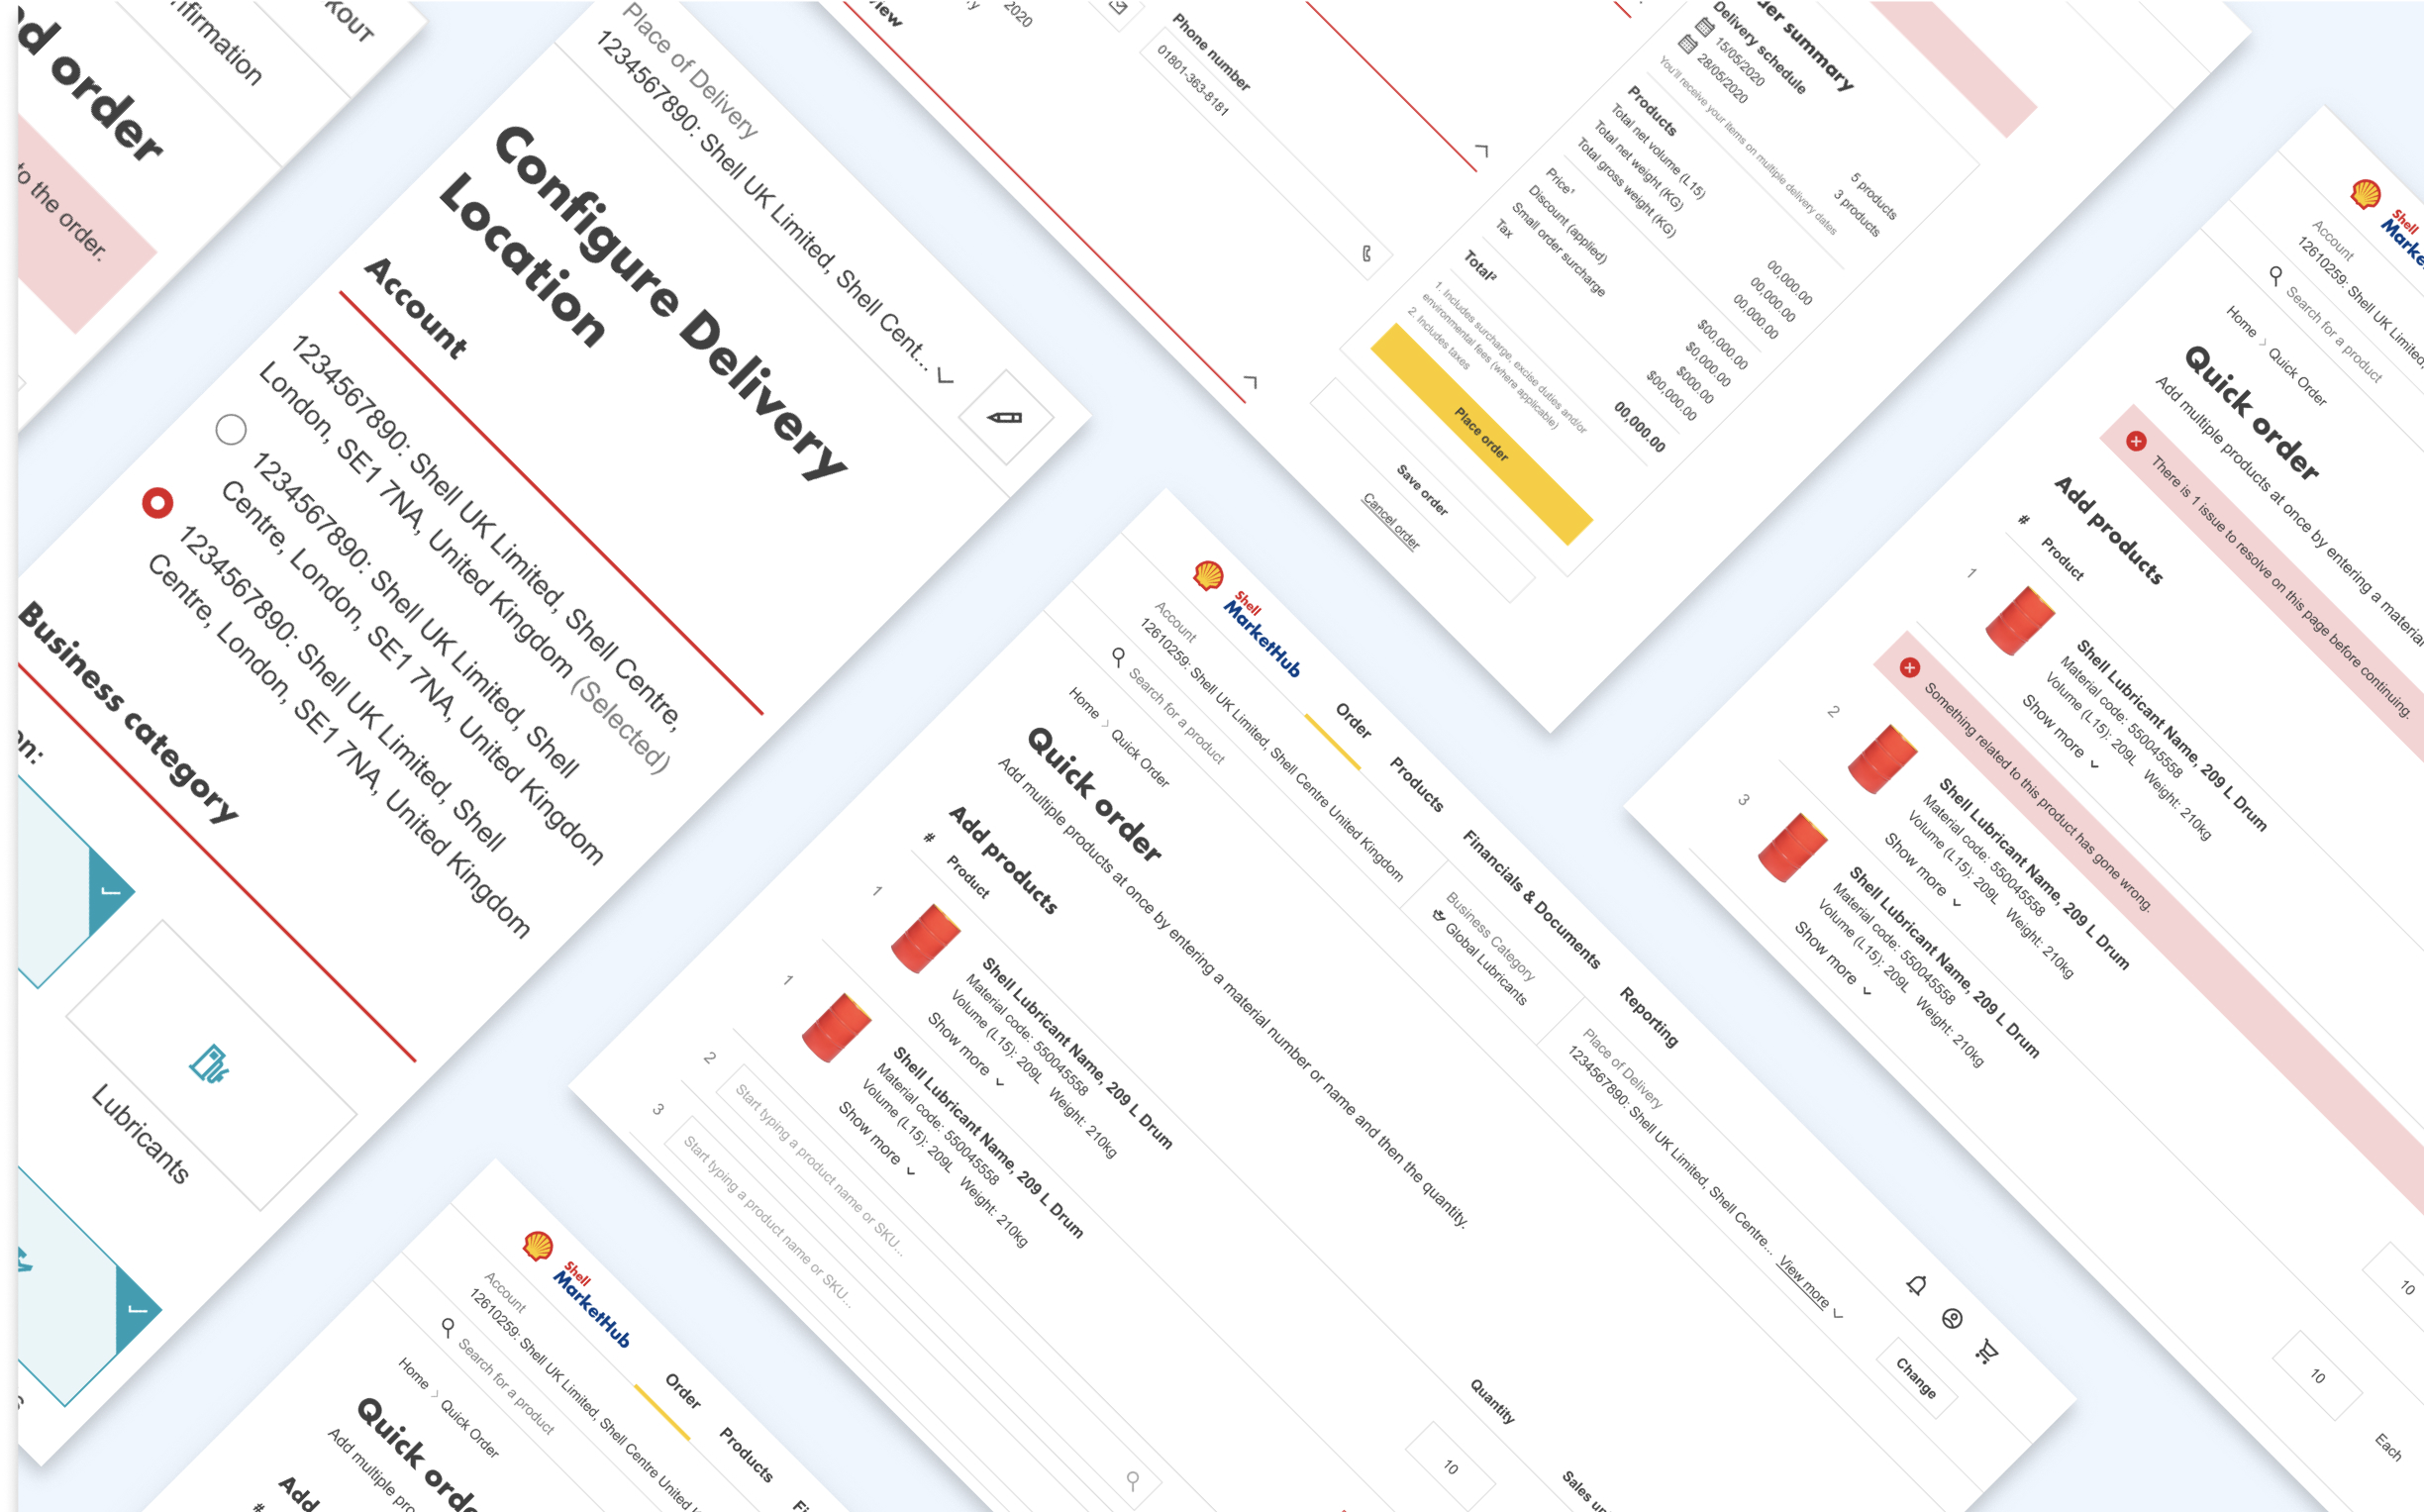 KOUT
nfirmation
d order
to the order.
Place of Delivery
1234567890: Shell UK Limited, Shell Cent...
Configure Delivery
Location
Account
1234567890: Shell UK Limited, Shell Centre,
London, SE1 7NA, United Kingdom (Selected)
1234567890: Shell UK Limited, Shell
Centre, London, SE1 7NA, United Kingdom
1234567890: Shell UK Limited, Shell
Centre, London, SE1 7NA, United Kingdom
Business category
on:
Lubricants
2020
Phone number
01801-363-8181
der summary
Delivery schedule
15/05/2020 5 products
28/05/2020 3 products
You'll receive your items on multiple delivery dates
Products
Total net volume (L15) 00,000.00
Total net weight (KG) 00,000.00
Total gross weight (KG) 00,000.00
Price¹ $00,000.00
Discount (applied) $0,000.00
Small order surcharge $000.00
Tax $00,000.00
Total² 00,000.00
1. Includes surcharge, excise duties and/or
environmental fees (where applicable)
2. Includes taxes
Place order
Save order
Cancel order
Shell
MarketHub
Order Products Financials & Documents Reporting
Account
12610259: Shell UK Limited, Shell Centre United Kingdom
Business Category
Global Lubricants
Place of Delivery
1234567890: Shell UK Limited, Shell Centre... View more
Change
Search for a product
Home > Quick Order
Quick order
Add multiple products at once by entering a material number or name and then the quantity.
Add products
# Product Quantity
1 Shell Lubricant Name, 209 L Drum 10
Material code: 550045558
Volume (L15): 209L Weight: 210kg
Show more
1 Shell Lubricant Name, 209 L Drum
Material code: 550045558
Volume (L15): 209L Weight: 210kg
Show more
2 Start typing a product name or SKU...
3 Start typing a product name or SKU...
Shell
Marke
Account
12610259: Shell UK Limited,
Search for a product
Home > Quick Order
Quick order
Add multiple products at once by entering a material
There is 1 issue to resolve on this page before continuing.
Add products
# Product
1 Shell Lubricant Name, 209 L Drum 10
Material code: 550045558
Volume (L15): 209L Weight: 210kg
Show more
Something related to this product has gone wrong.
2 Shell Lubricant Name, 209 L Drum 10
Material code: 550045558
Volume (L15): 209L Weight: 210kg
Show more
3 Shell Lubricant Name, 209 L Drum
Material code: 550045558
Volume (L15): 209L Weight: 210kg
Show more
Each
Shell
MarketHub
Order Products
Account
12610259: Shell UK Limited, Shell Centre United
Search for a product
Home > Quick Order
Quick orde
Add multiple pro
Add
#